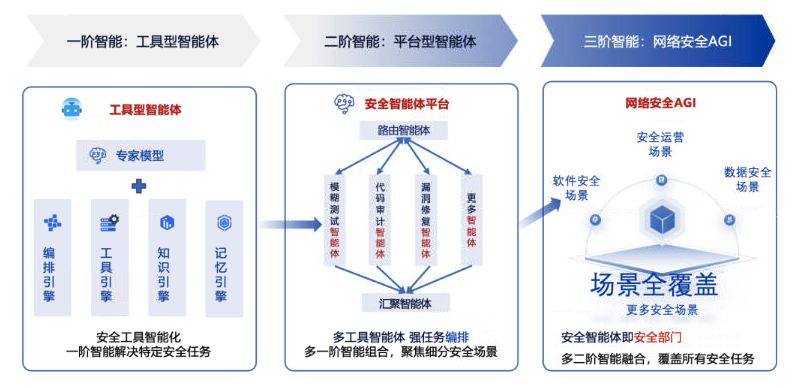 一阶智能：工具型智能体
二阶智能：平台型智能体
三阶智能：网络安全AGI
工具型智能体
专家模型
编排引擎
工具引擎
知识引擎
记忆引擎
安全工具智能化
一阶智能解决特定安全任务
安全智能体平台
路由智能体
模糊测试智能体
代码审计智能体
漏洞修复智能体
更多智能体
汇聚智能体
多工具智能体 强任务编排
多一阶智能组合，聚焦细分安全场景
网络安全AGI
安全运营
场景
软件安全
场景
数据安全
场景
场景全覆盖
更多安全场景
安全智能体即安全部门
多二阶智能融合，覆盖所有安全任务